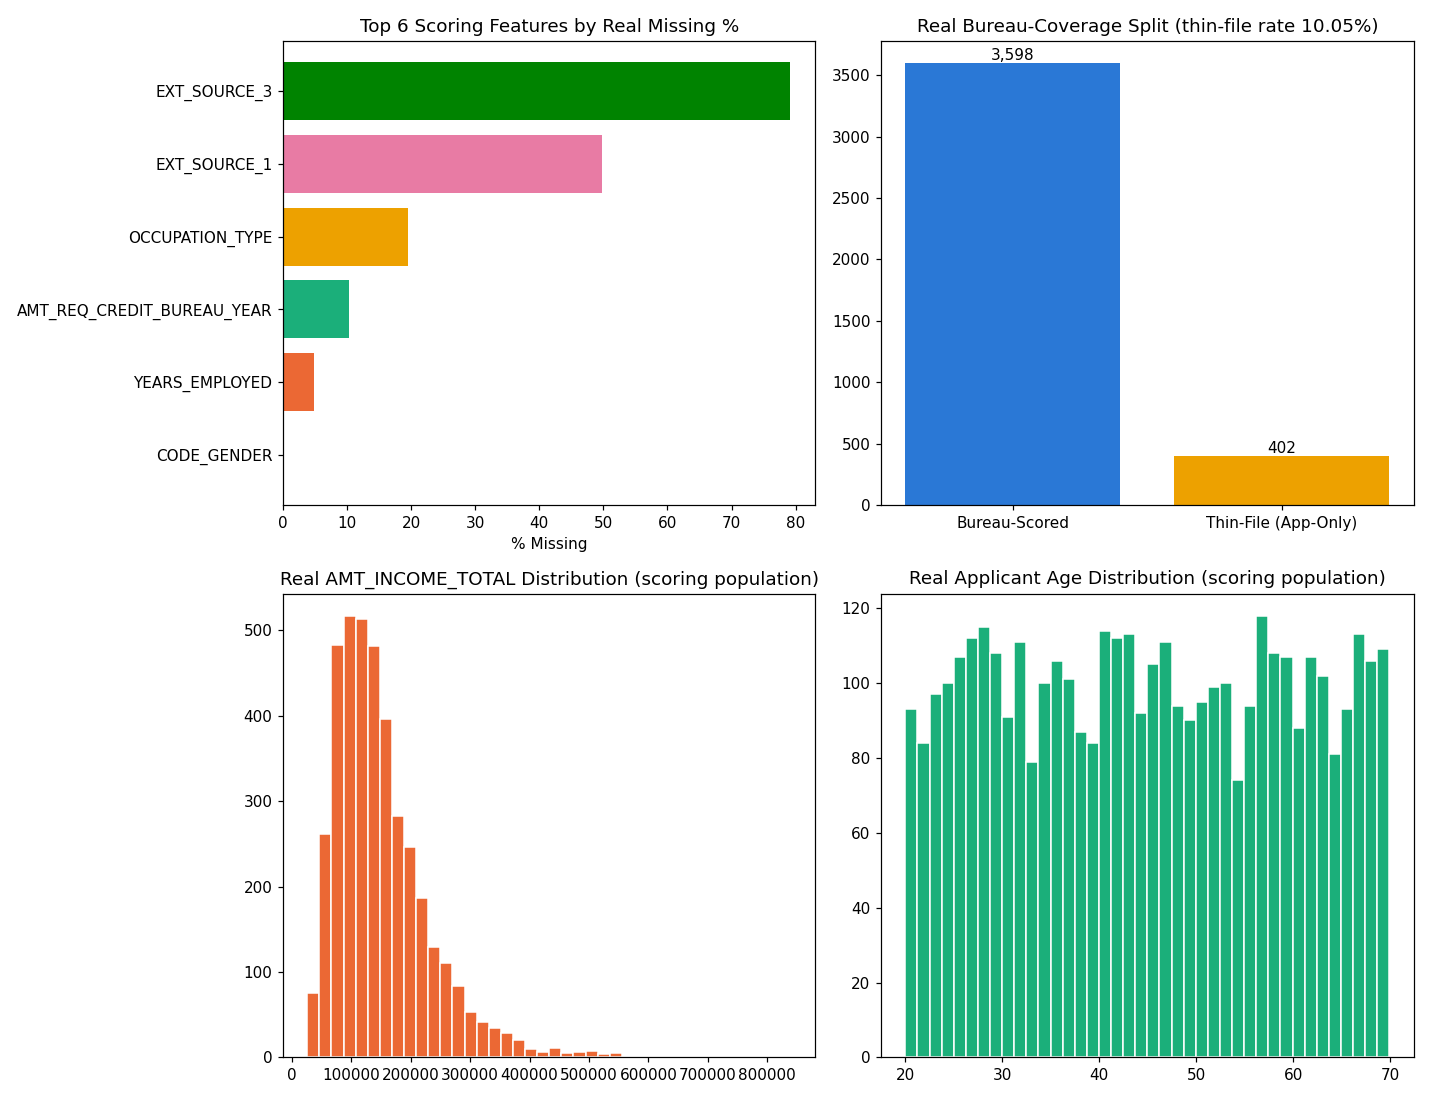 Top 6 Scoring Features by Real Missing %
EXT_SOURCE_3
EXT_SOURCE_1
OCCUPATION_TYPE
AMT_REQ_CREDIT_BUREAU_YEAR
YEARS_EMPLOYED
CODE_GENDER
0 10 20 30 40 50 60 70 80
% Missing
Real Bureau-Coverage Split (thin-file rate 10.05%)
3500
3000
2500
2000
1500
1000
500
0
3,598
402
Bureau-Scored Thin-File (App-Only)
Real AMT_INCOME_TOTAL Distribution (scoring population)
500
400
300
200
100
0
0 100000 200000 300000 400000 500000 600000 700000 800000
Real Applicant Age Distribution (scoring population)
120
100
80
60
40
20
0
20 30 40 50 60 70